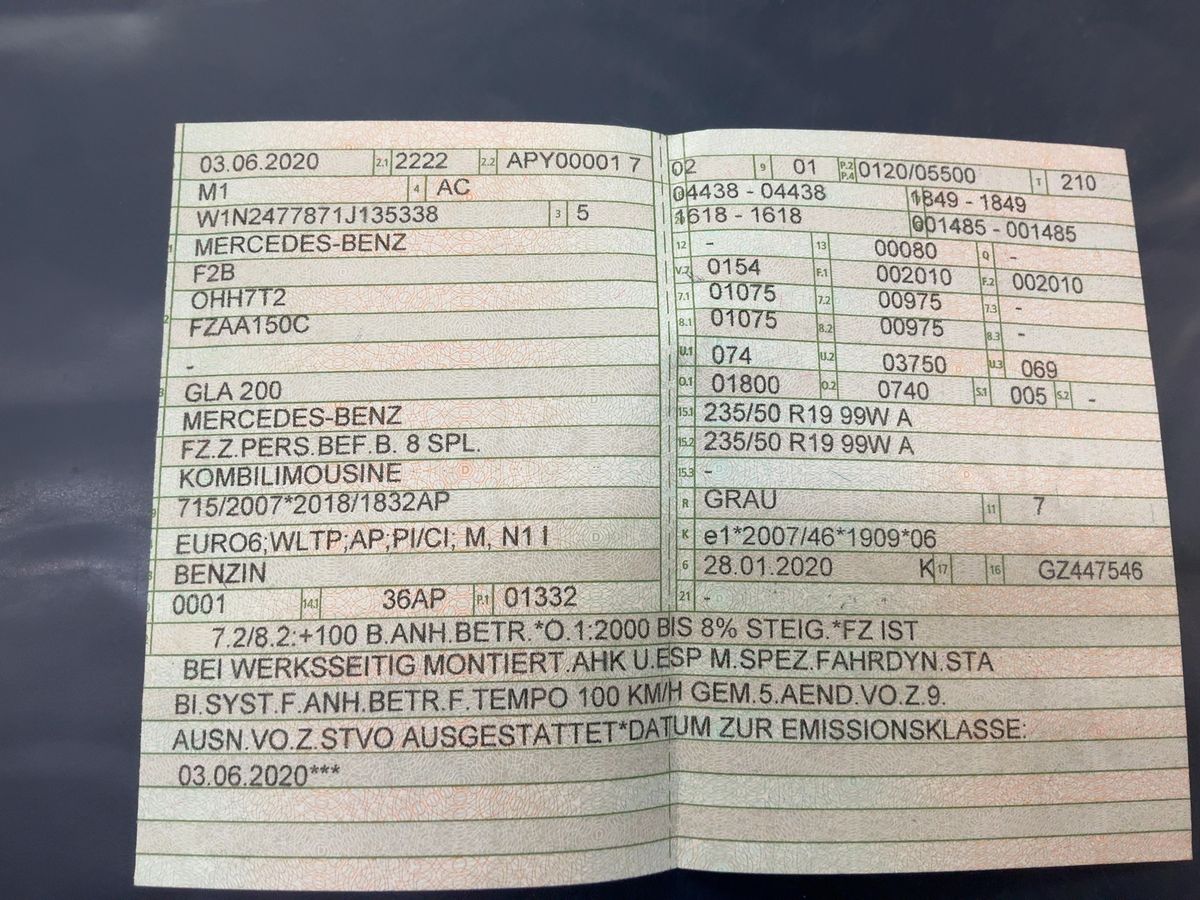 03.06.2020 2.1 2222 2.2 APY00001 7
M1 4 AC
W1N2477871J135338 3 5
MERCEDES-BENZ
F2B
OHH7T2
FZAA150C
-
GLA 200
MERCEDES-BENZ
FZ.Z.PERS.BEF.B. 8 SPL.
KOMBILIMOUSINE
715/2007*2018/1832AP
EURO6;WLTP;AP;PI/CI; M, N1 I
BENZIN
0001 14.1 36AP P.1 01332
02 9 01 P.2 P.4 0120/05500 T 210
04438 - 04438 1849 - 1849
1618 - 1618 001485 - 001485
12 - 13 00080 Q -
V.7 0154 F.1 002010 F.2 002010
7.1 01075 7.2 00975 7.3 -
8.1 01075 8.2 00975 8.3 -
U.1 074 U.2 03750 U.3 069
O.1 01800 O.2 0740 S.1 005 S.2 -
15.1 235/50 R19 99W A
15.2 235/50 R19 99W A
15.3 -
R GRAU 11 7
K e1*2007/46*1909*06
6 28.01.2020 17 K 16 GZ447546
21 -
7.2/8.2:+100 B.ANH.BETR.*O.1:2000 BIS 8% STEIG.*FZ IST
BEI WERKSSEITIG MONTIERT.AHK U.ESP M.SPEZ.FAHRDYN.STA
BI.SYST.F.ANH.BETR.F.TEMPO 100 KM/H GEM.5.AEND.VO.Z.9.
AUSN.VO.Z.STVO AUSGESTATTET*DATUM ZUR EMISSIONSKLASSE:
03.06.2020***